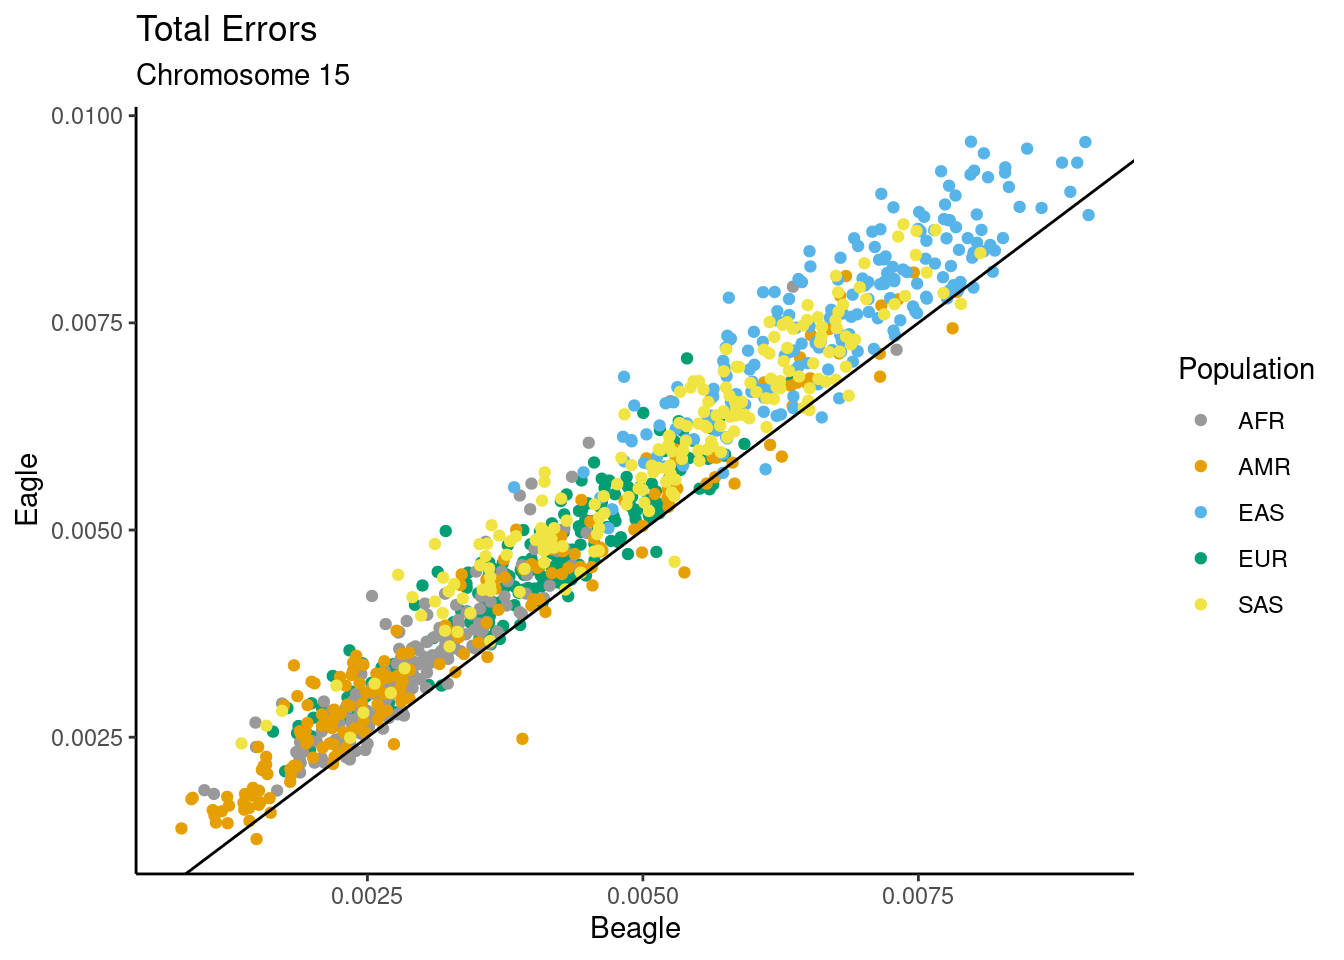 Total Errors
Chromosome 15
0.0100
0.0075
0.0050
0.0025
Eagle
0.0025 0.0050 0.0075
Beagle
Population
AFR
AMR
EAS
EUR
SAS